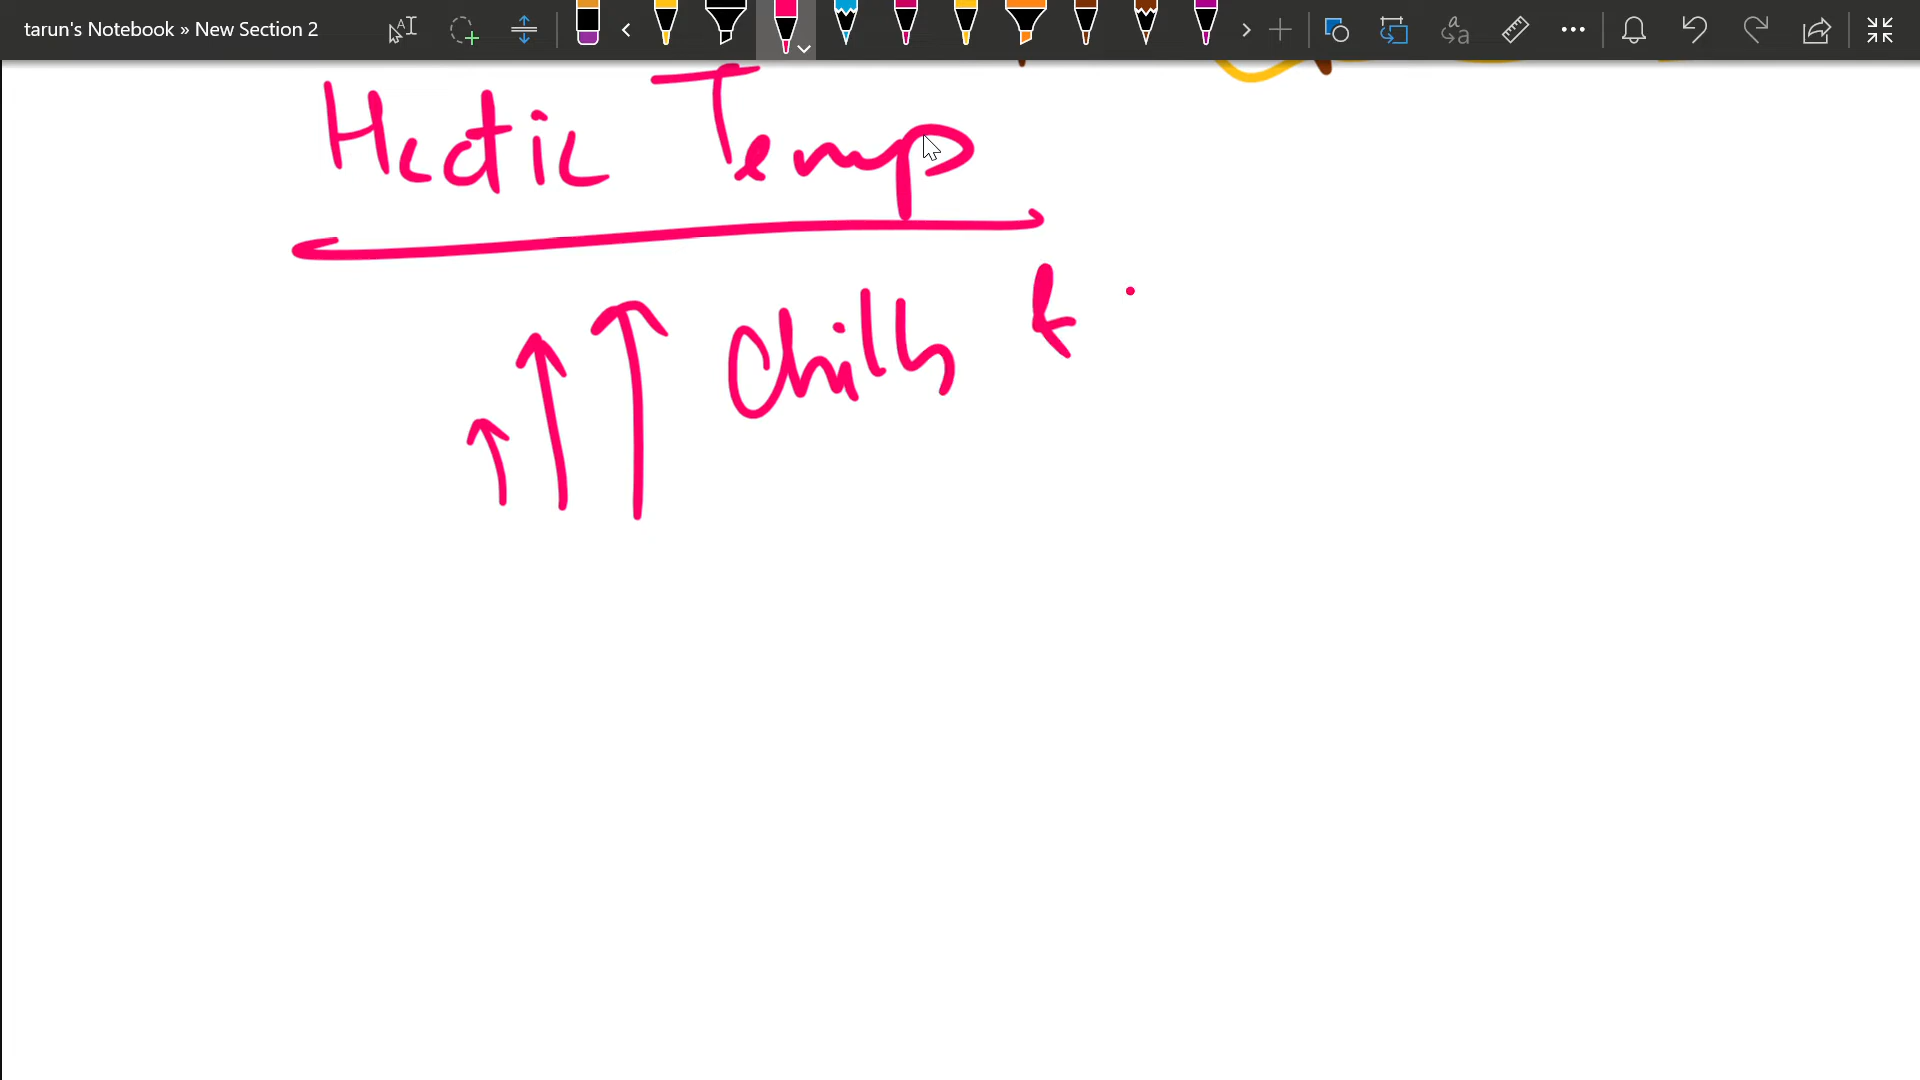 tarun's Notebook » New Section 2
Hectic Temp
↑ ↑ ↑ Chills &